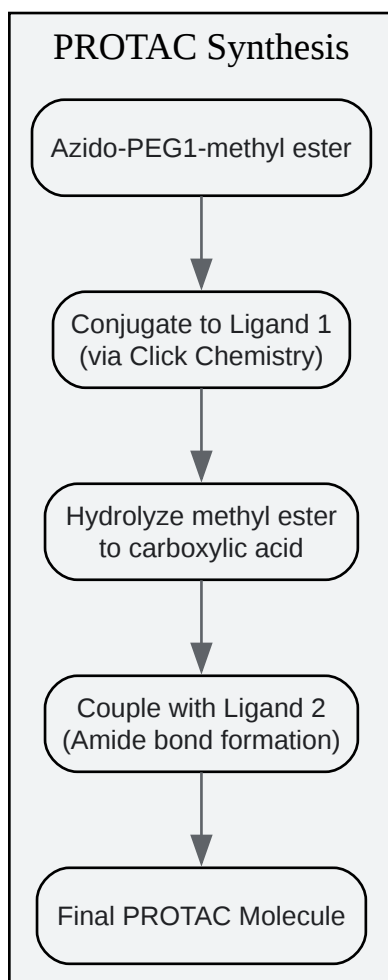 PROTAC Synthesis
Azido-PEG1-methyl ester
Conjugate to Ligand 1
(via Click Chemistry)
Hydrolyze methyl ester
to carboxylic acid
Couple with Ligand 2
(Amide bond formation)
Final PROTAC Molecule